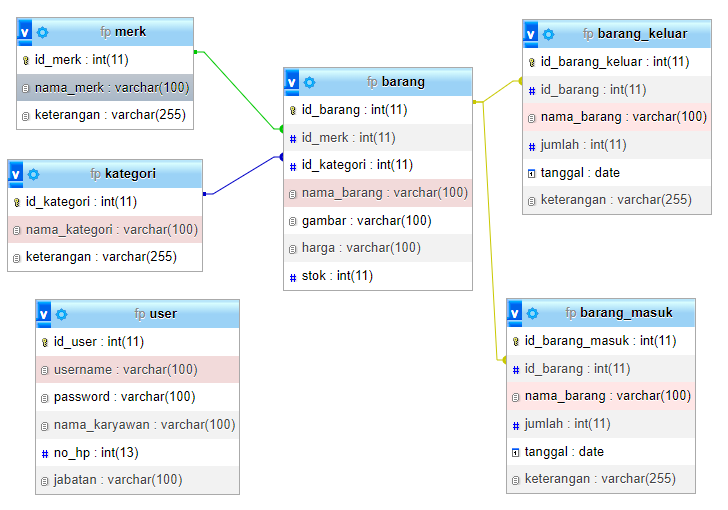 v fp merk
id_merk : int(11)
nama_merk : varchar(100)
keterangan : varchar(255)
v fp kategori
id_kategori : int(11)
nama_kategori : varchar(100)
keterangan : varchar(255)
v fp user
id_user : int(11)
username : varchar(100)
password : varchar(100)
nama_karyawan : varchar(100)
# no_hp : int(13)
jabatan : varchar(100)
v fp barang
id_barang : int(11)
# id_merk : int(11)
# id_kategori : int(11)
nama_barang : varchar(100)
gambar : varchar(100)
harga : varchar(100)
# stok : int(11)
v fp barang_keluar
id_barang_keluar : int(11)
# id_barang : int(11)
nama_barang : varchar(100)
# jumlah : int(11)
tanggal : date
keterangan : varchar(255)
v fp barang_masuk
id_barang_masuk : int(11)
# id_barang : int(11)
nama_barang : varchar(100)
# jumlah : int(11)
tanggal : date
keterangan : varchar(255)